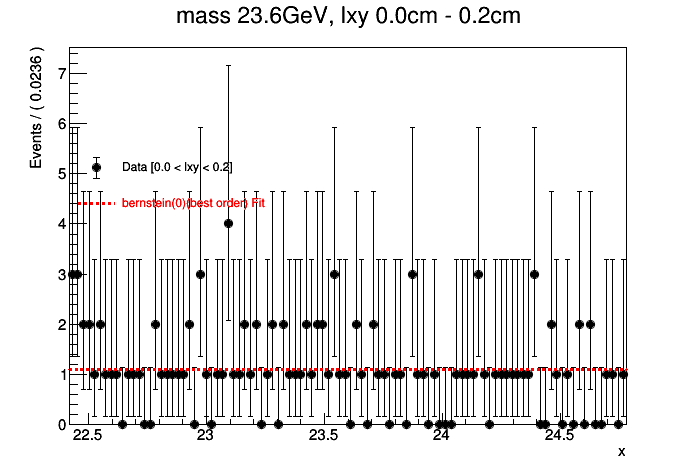 mass 23.6GeV, lxy 0.0cm - 0.2cm
Events / ( 0.0236 )
7
6
5
4
3
2
1
0
Data [0.0 < lxy < 0.2]
bernstein(0)(best order) Fit
22.5 23 23.5 24 24.5
x